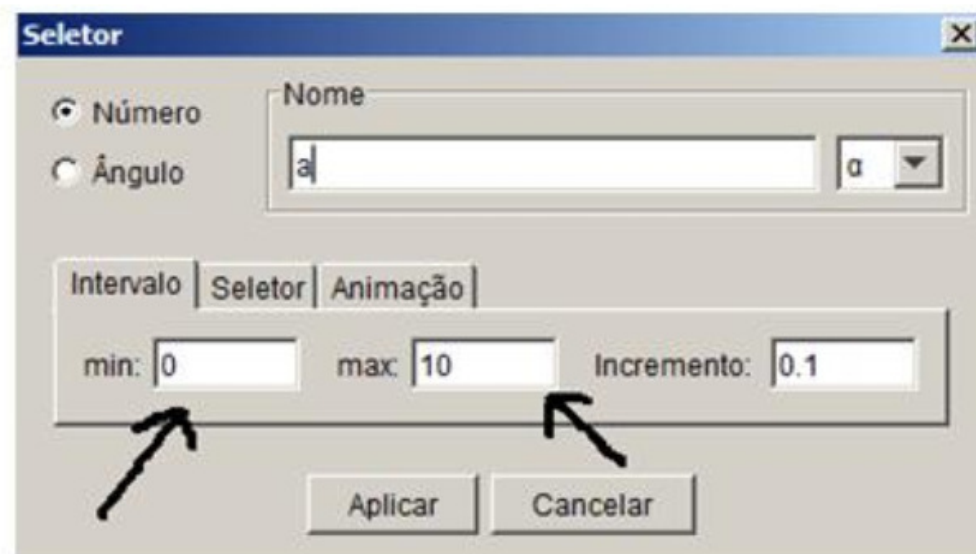 Seletor
Número
Ângulo
Nome
a
α
Intervalo Seletor Animação
min: 0 max: 10 Incremento: 0.1
Aplicar Cancelar